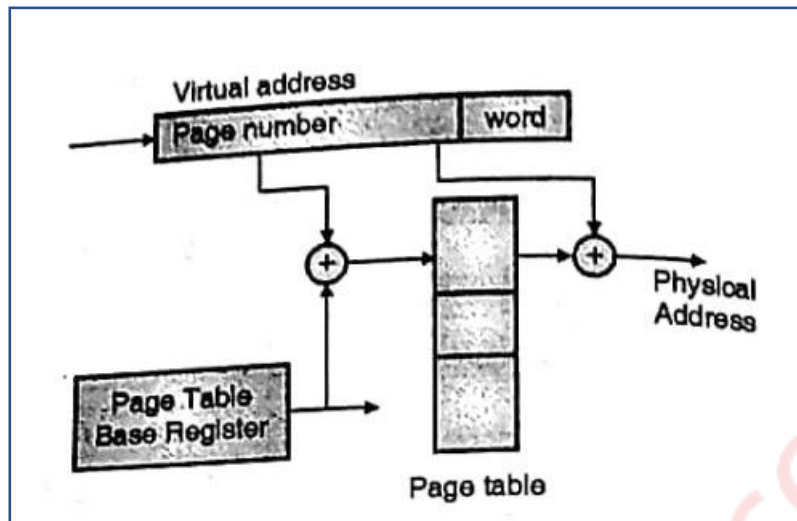 Virtual address
Page number
word
+
+
Physical
Address
Page Table
Base Register
Page table